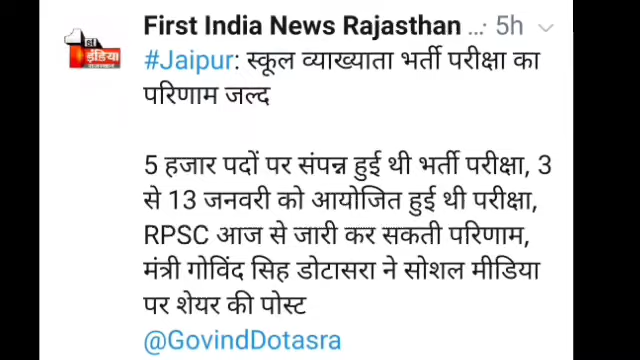 First India News Rajasthan ... · 5h
इंडिया
#Jaipur: स्कूल व्याख्याता भर्ती परीक्षा का
परिणाम जल्द
5 हजार पदों पर संपन्न हुई थी भर्ती परीक्षा, 3
से 13 जनवरी को आयोजित हुई थी परीक्षा,
RPSC आज से जारी कर सकती परिणाम,
मंत्री गोविंद सिह डोटासरा ने सोशल मीडिया
पर शेयर की पोस्ट
@GovindDotasra